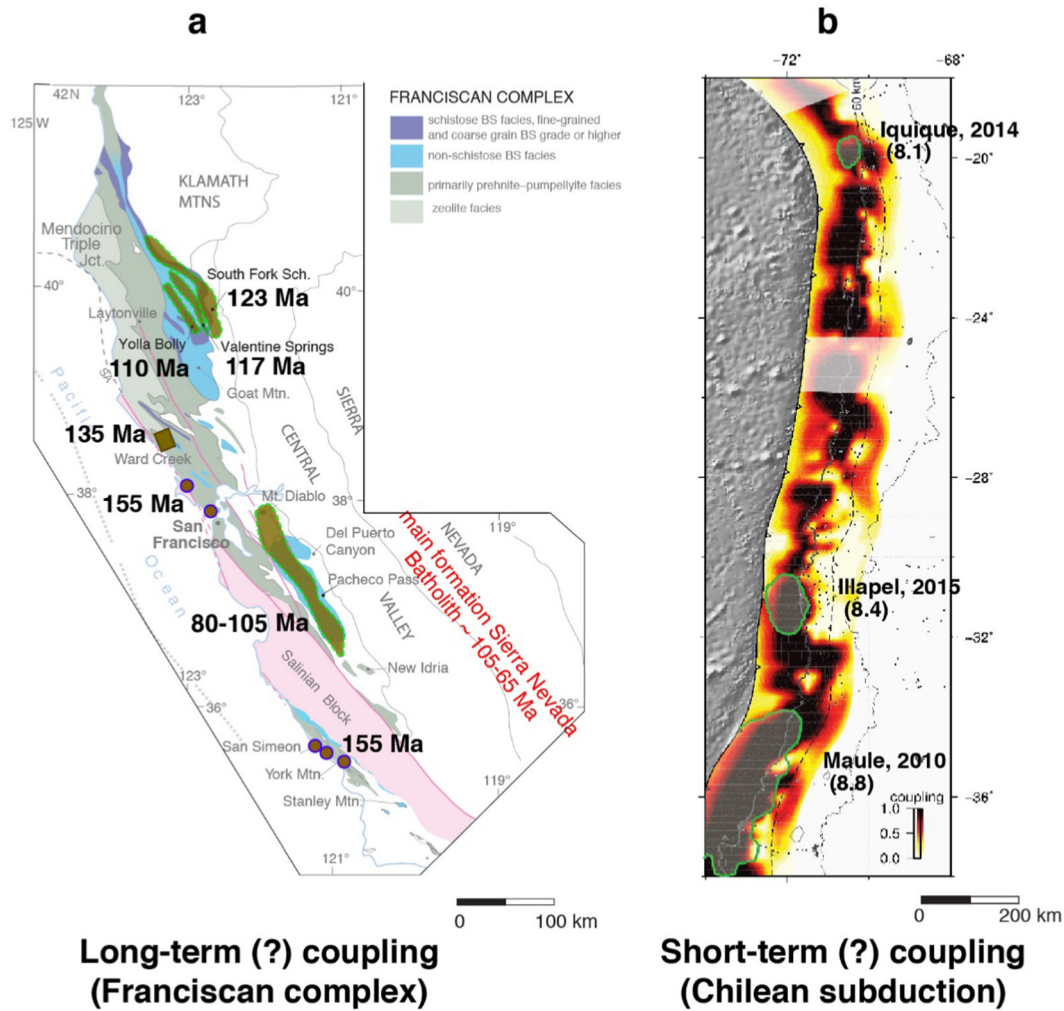 a
b
42 N
123°
121°
125 W
FRANCISCAN COMPLEX
schistose BS facies, fine-grained
and coarse grain BS grade or higher
non-schistose BS facies
primarily prehnite–pumpellyite facies
zeolite facies
KLAMATH
MTNS
Mendocino
Triple
Jct.
40°
40°
South Fork Sch.
123 Ma
Laytonville
Yolla Bolly
110 Ma
Valentine Springs
117 Ma
Goat Mtn.
SA
Pacific
Ocean
135 Ma
Ward Creek
38°
155 Ma
San
Francisco
SIERRA
NEVADA
CENTRAL
VALLEY
Mt. Diablo
38°
119°
Del Puerto
Canyon
Pacheco Pass
80-105 Ma
main formation Sierra Nevada
Batholith ~ 105-65 Ma
New Idria
Salinian Block
123°
36°
36°
San Simeon
155 Ma
York Mtn.
Stanley Mtn.
119°
121°
0
100 km
Long-term (?) coupling
(Franciscan complex)
−72°
−68°
60 km
Iquique, 2014
(8.1)
−20°
−24°
−28°
Illapel, 2015
(8.4)
−32°
Maule, 2010
(8.8)
coupling
1.0
0.5
0.0
−36°
−72
0
200 km
Short-term (?) coupling
(Chilean subduction)